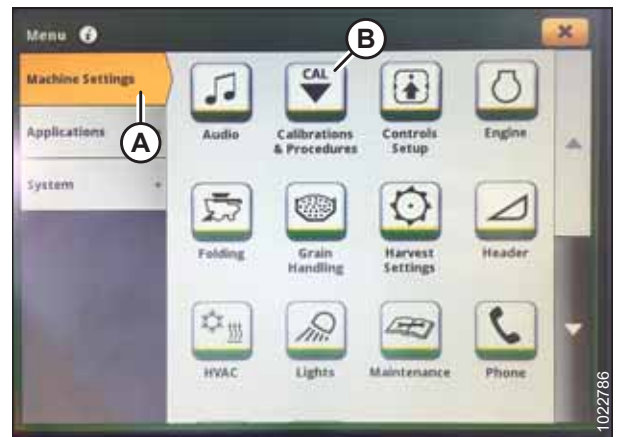 Menu
Machine Settings
A
Applications
System
B
Audio
CAL
Calibrations
& Procedures
Controls
Setup
Engine
Folding
Grain
Handling
Harvest
Settings
Header
HVAC
Lights
Maintenance
Phone
1022786